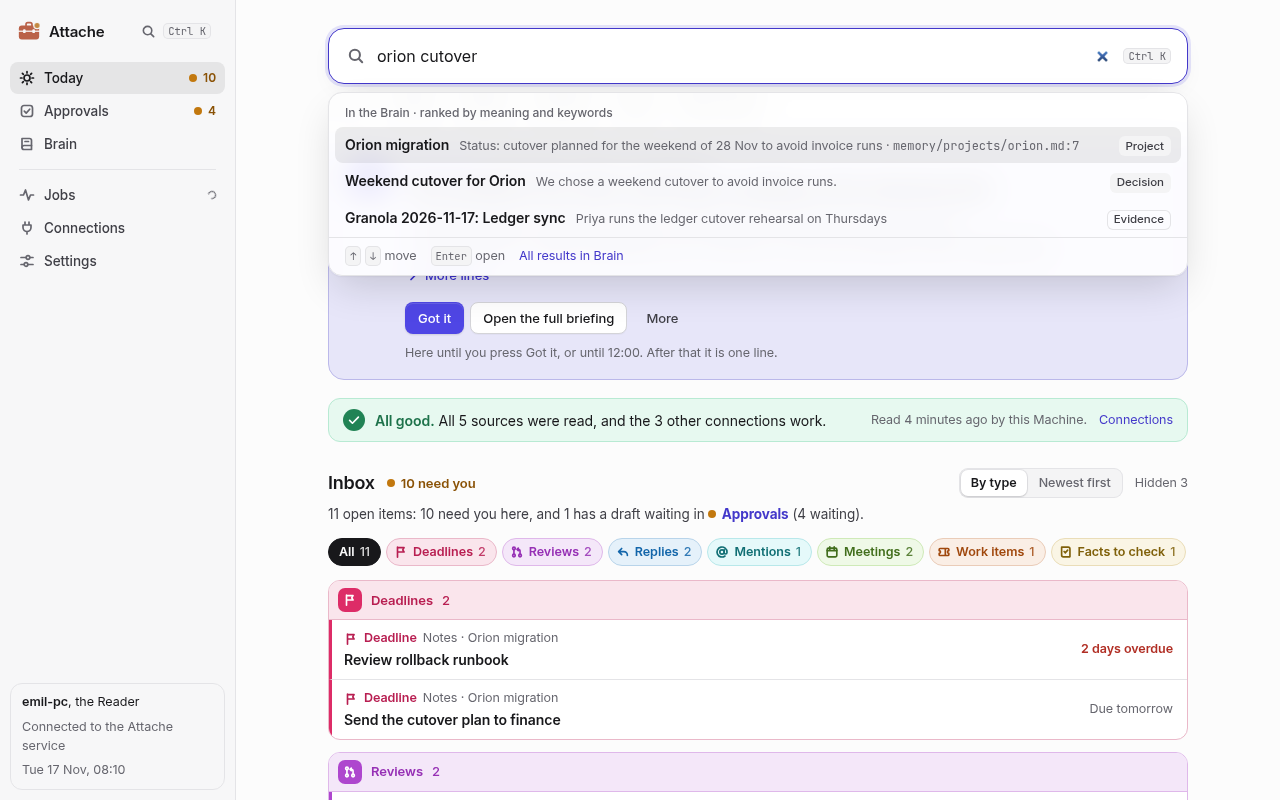 Attache
Ctrl K
Today 10
Approvals 4
Brain
Jobs
Connections
Settings
emil-pc, the Reader
Connected to the Attache
service
Tue 17 Nov, 08:10
orion cutover
Ctrl K
In the Brain · ranked by meaning and keywords
Orion migration Status: cutover planned for the weekend of 28 Nov to avoid invoice runs · memory/projects/orion.md:7 Project
Weekend cutover for Orion We chose a weekend cutover to avoid invoice runs. Decision
Granola 2026-11-17: Ledger sync Priya runs the ledger cutover rehearsal on Thursdays Evidence
↑ ↓ move Enter open All results in Brain
More lines
Got it Open the full briefing More
Here until you press Got it, or until 12:00. After that it is one line.
All good. All 5 sources were read, and the 3 other connections work. Read 4 minutes ago by this Machine. Connections
Inbox 10 need you By type Newest first Hidden 3
11 open items: 10 need you here, and 1 has a draft waiting in Approvals (4 waiting).
All 11 Deadlines 2 Reviews 2 Replies 2 Mentions 1 Meetings 2 Work items 1 Facts to check 1
Deadlines 2
Deadline Notes · Orion migration
Review rollback runbook
2 days overdue
Deadline Notes · Orion migration
Send the cutover plan to finance
Due tomorrow
Reviews 2